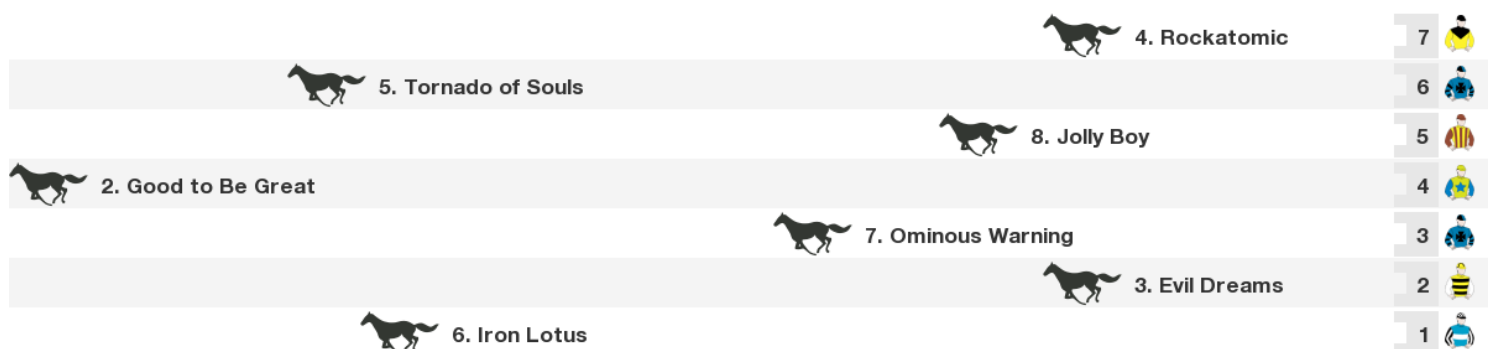 4. Rockatomic 7
5. Tornado of Souls 6
8. Jolly Boy 5
2. Good to Be Great 4
7. Ominous Warning 3
3. Evil Dreams 2
6. Iron Lotus 1